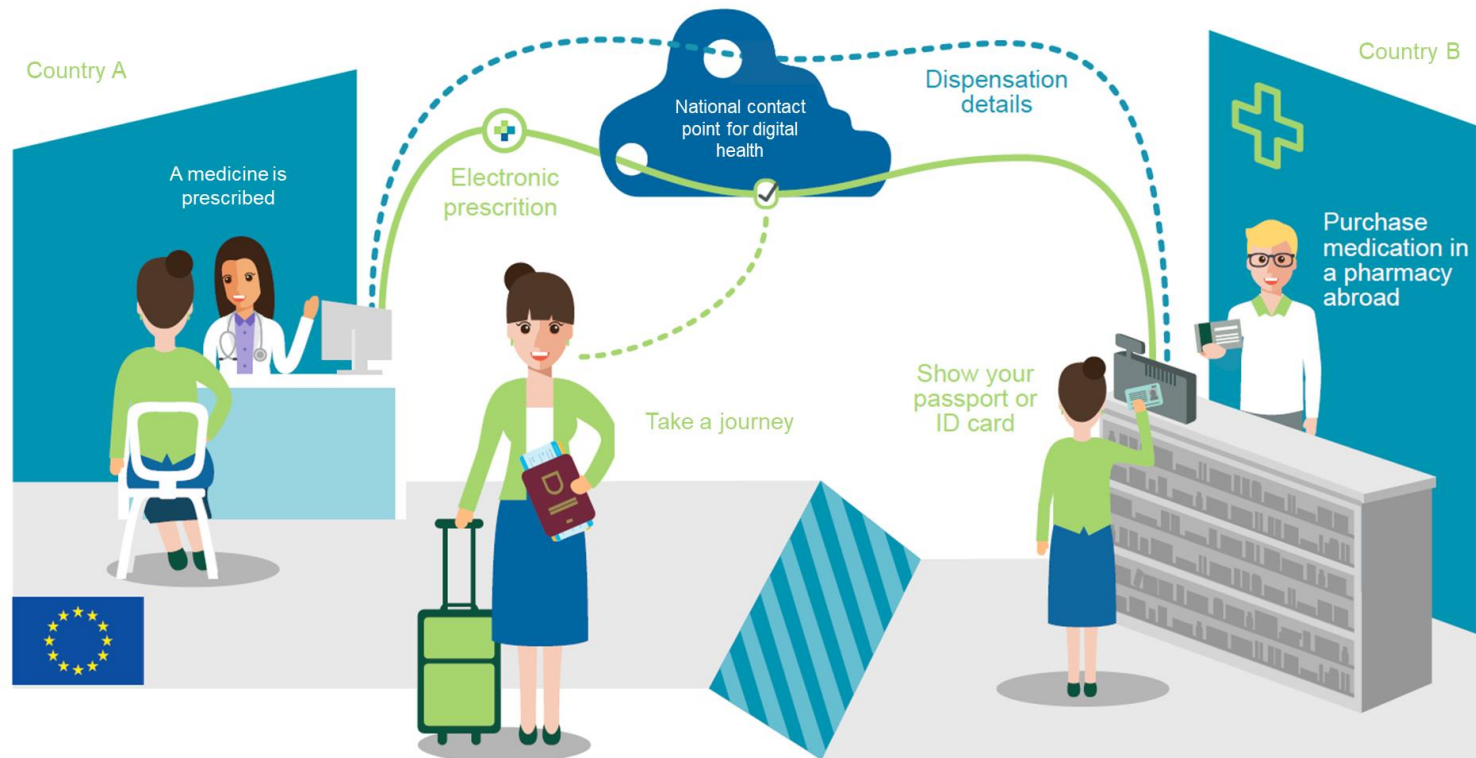 Country A
Country B
National contact
point for digital
health
Dispensation
details
A medicine is
prescribed
Electronic
prescrition
Purchase
medication in
a pharmacy
abroad
Show your
passport or
ID card
Take a journey